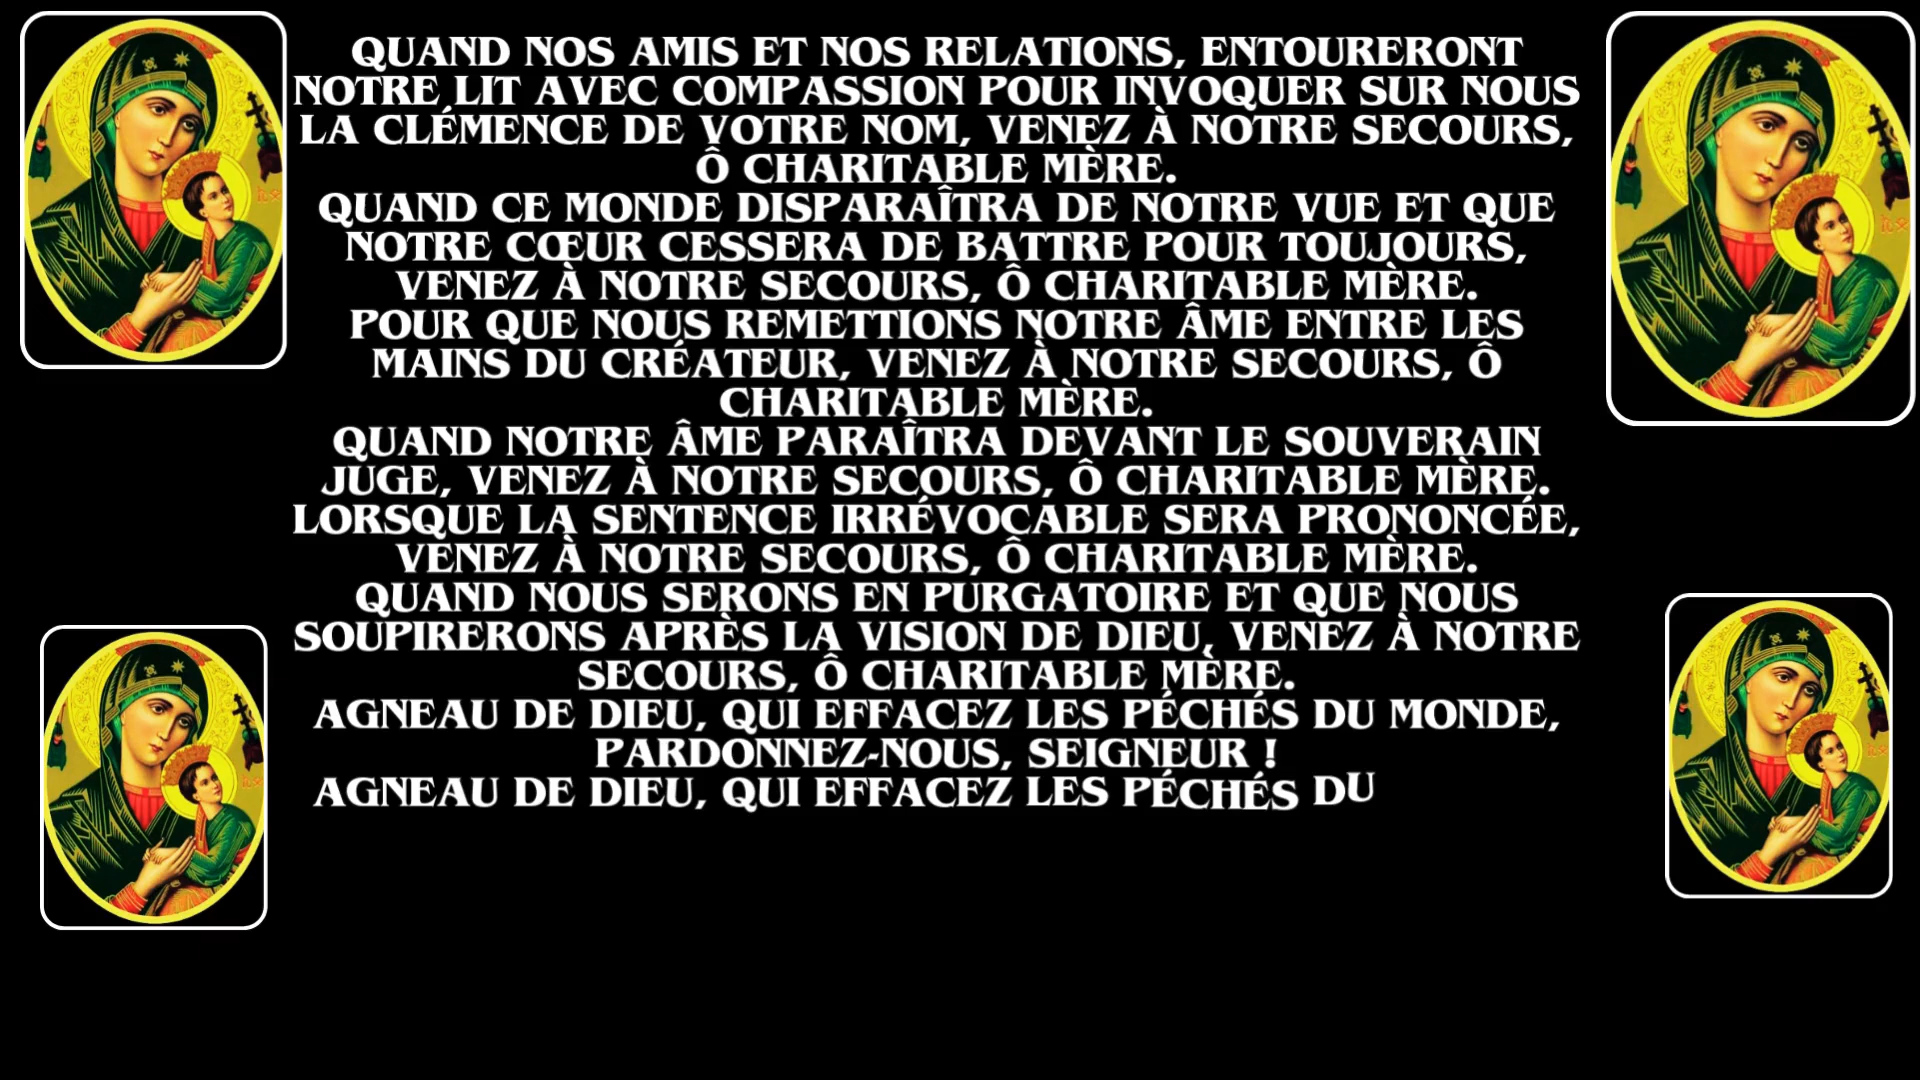 QUAND NOS AMIS ET NOS RELATIONS, ENTOURERONT
NOTRE LIT AVEC COMPASSION POUR INVOQUER SUR NOUS
LA CLÉMENCE DE VOTRE NOM, VENEZ À NOTRE SECOURS,
Ô CHARITABLE MÈRE.
QUAND CE MONDE DISPARAÎTRA DE NOTRE VUE ET QUE
NOTRE CŒUR CESSERA DE BATTRE POUR TOUJOURS,
VENEZ À NOTRE SECOURS, Ô CHARITABLE MÈRE.
POUR QUE NOUS REMETTIONS NOTRE ÂME ENTRE LES
MAINS DU CRÉATEUR, VENEZ À NOTRE SECOURS, Ô
CHARITABLE MÈRE.
QUAND NOTRE ÂME PARAÎTRA DEVANT LE SOUVERAIN
JUGE, VENEZ À NOTRE SECOURS, Ô CHARITABLE MÈRE.
LORSQUE LA SENTENCE IRRÉVOCABLE SERA PRONONCÉE,
VENEZ À NOTRE SECOURS, Ô CHARITABLE MÈRE.
QUAND NOUS SERONS EN PURGATOIRE ET QUE NOUS
SOUPIRERONS APRÈS LA VISION DE DIEU, VENEZ À NOTRE
SECOURS, Ô CHARITABLE MÈRE.
AGNEAU DE DIEU, QUI EFFACEZ LES PÉCHÉS DU MONDE,
PARDONNEZ-NOUS, SEIGNEUR !
AGNEAU DE DIEU, QUI EFFACEZ LES PÉCHÉS DU